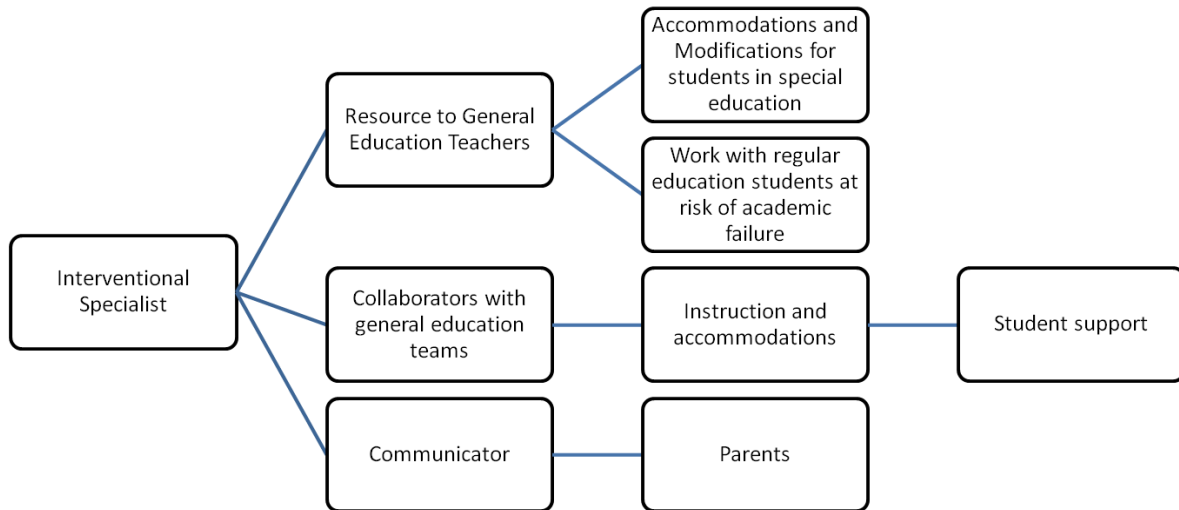 Interventional
Specialist
Resource to General
Education Teachers
Accommodations and
Modifications for
students in special
education
Work with regular
education students at
risk of academic
failure
Collaborators with
general education
teams
Instruction and
accommodations
Student support
Communicator
Parents